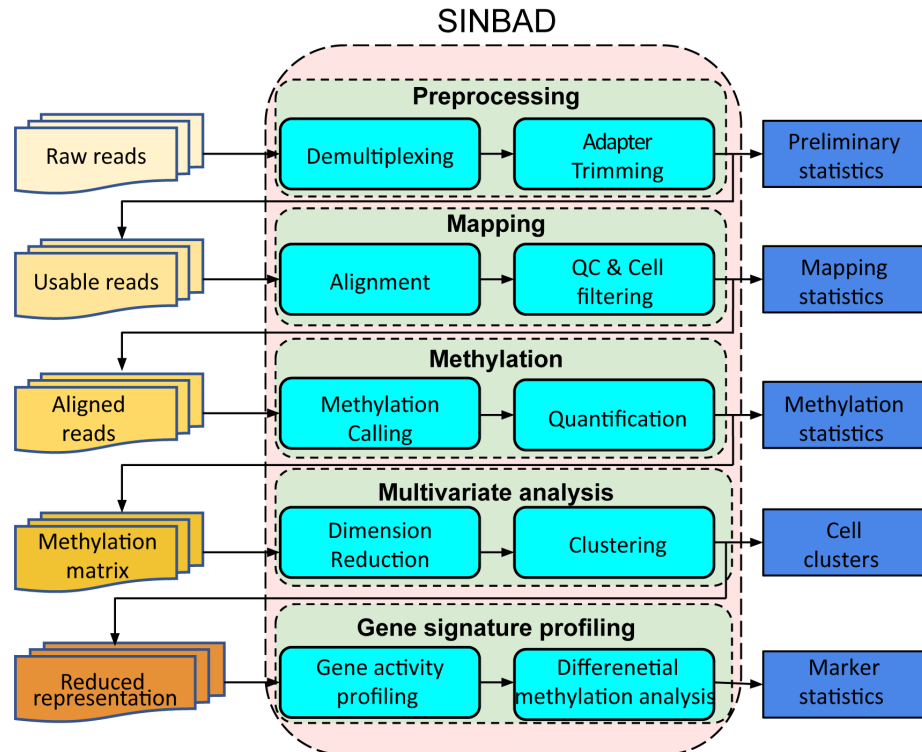 SINBAD
Preprocessing
Raw reads
Demultiplexing
Adapter
Trimming
Preliminary
statistics
Mapping
Usable reads
Alignment
QC & Cell
filtering
Mapping
statistics
Methylation
Aligned
reads
Methylation
Calling
Quantification
Methylation
statistics
Multivariate analysis
Methylation
matrix
Dimension
Reduction
Clustering
Cell
clusters
Gene signature profiling
Reduced
representation
Gene activity
profiling
Differenetial
methylation analysis
Marker
statistics